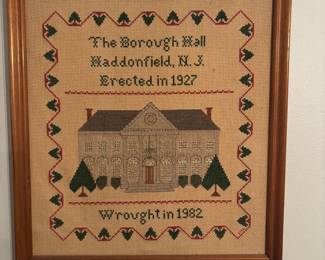 The Borough Hall
Haddonfield, N.J.
Erected in 1927
Wrought in 1982